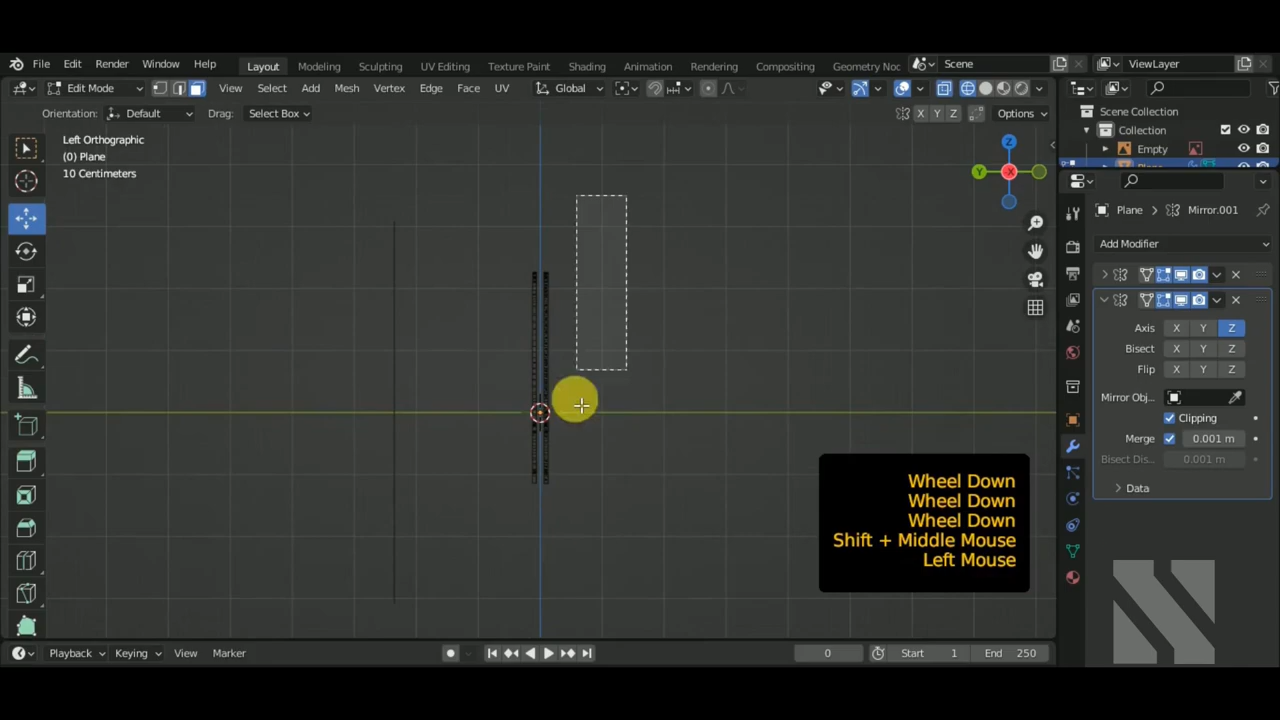 File Edit Render Window Help Layout Modeling Sculpting UV Editing Texture Paint Shading Animation Rendering Compositing Geometry Noc Scene ViewLayer
Edit Mode View Select Add Mesh Vertex Edge Face UV Global
Orientation: Default Drag: Select Box X Y Z Options
Scene Collection
Collection
Empty
Left Orthographic
(0) Plane
10 Centimeters
Z
Y
X
Plane Mirror.001
Add Modifier
Axis X Y Z
Bisect X Y Z
Flip X Y Z
Mirror Obj...
Clipping
Merge 0.001 m
Bisect Dis... 0.001 m
Data
Wheel Down
Wheel Down
Wheel Down
Shift + Middle Mouse
Left Mouse
Playback Keying View Marker 0 Start 1 End 250